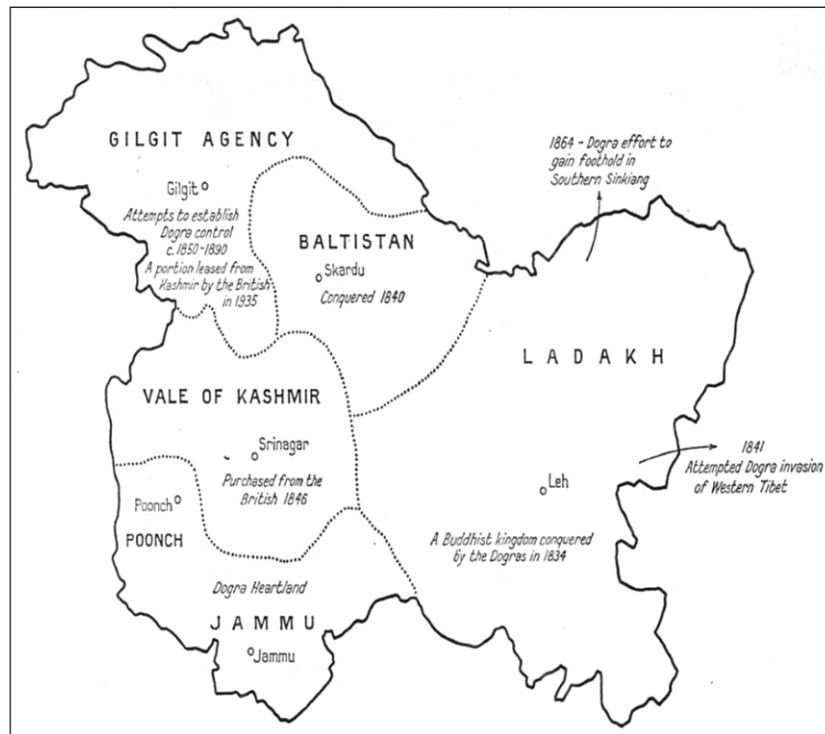 GILGIT AGENCY
Gilgit
Attempts to establish
Dogra control
c. 1850-1890
A portion leased from
Kashmir by the British
in 1935
1864 - Dogra effort to
gain foothold in
Southern Sinkiang
BALTISTAN
Skardu
Conquered 1840
LADAKH
VALE OF KASHMIR
Srinagar
Purchased from the
British 1846
1841
Attempted Dogra invasion
of Western Tibet
Leh
A Buddhist kingdom conquered
by the Dogras in 1834
Poonch
POONCH
Dogra Heartland
JAMMU
Jammu